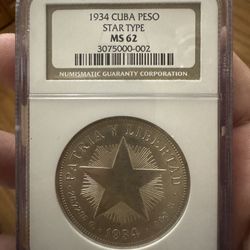 1934 CUBA PESO
STAR TYPE
MS 62
3075000-002
NUMISMATIC GUARANTY CORPORATION
PATRIA Y LIBERTAD
1934